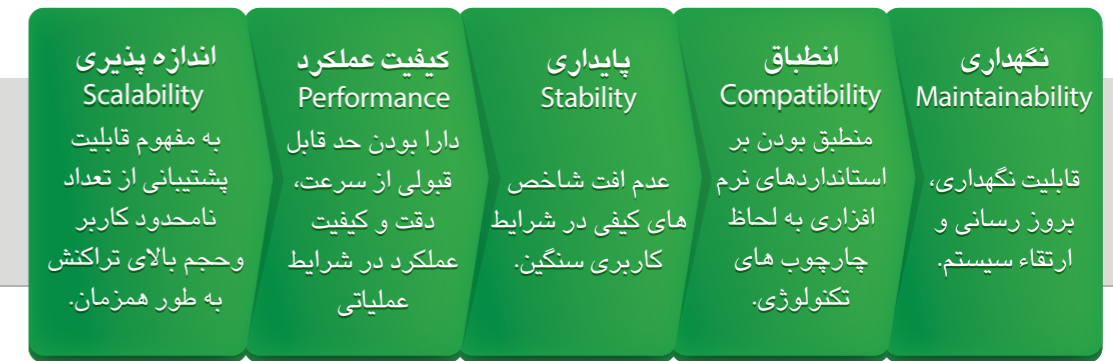 اندازه پذیری
Scalability
به مفهوم قابلیت
پشتیبانی از تعداد
نامحدود کاربر
وحجم بالای تراکنش
به طور همزمان.
کیفیت عملکرد
Performance
دارا بودن حد قابل
قبولی از سرعت،
دقت و کیفیت
عملکرد در شرایط
عملیاتی
پایداری
Stability
عدم افت شاخص
های کیفی در شرایط
کاربری سنگین.
انطباق
Compatibility
منطبق بودن بر
استانداردهای نرم
افزاری به لحاظ
چارچوب های
تکنولوژی.
نگهداری
Maintainability
قابلیت نگهداری،
بروز رسانی و
ارتقاء سیستم.